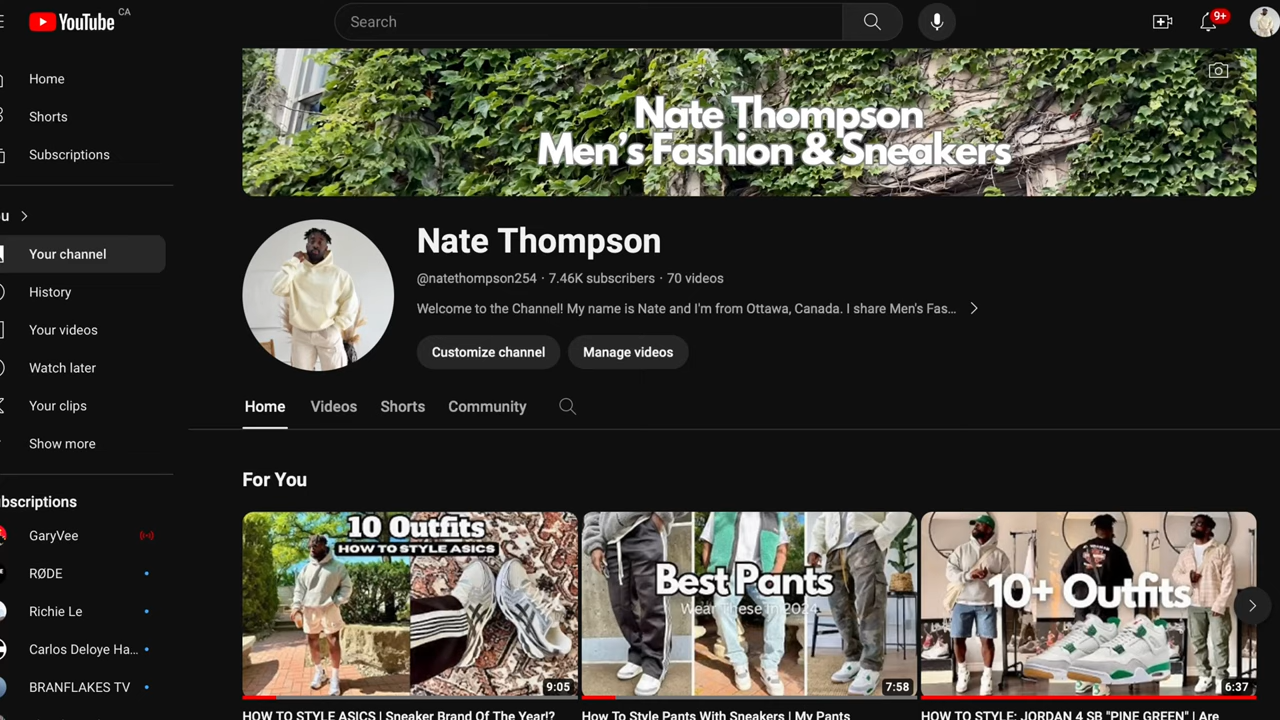 YouTube CA
Search
9+
Home
Shorts
Subscriptions
ou
Your channel
History
Your videos
Watch later
Your clips
Show more
bscriptions
GaryVee
RØDE
Richie Le
Carlos Deloye Ha...
BRANFLAKES TV
Nate Thompson
Men's Fashion & Sneakers
Nate Thompson
@natethompson254 · 7.46K subscribers · 70 videos
Welcome to the Channel! My name is Nate and I'm from Ottawa, Canada. I share Men's Fas...
Customize channel
Manage videos
Home
Videos
Shorts
Community
For You
10 Outfits
HOW TO STYLE ASICS
9:05
HOW TO STYLE ASICS | Sneaker Brand Of The Year!?
Best Pants
Wear These in 2024
7:58
How To Style Pants With Sneakers | My Pants
10+ Outfits
6:37
HOW TO STYLE: JORDAN 4 SB "PINE GREEN" | Are